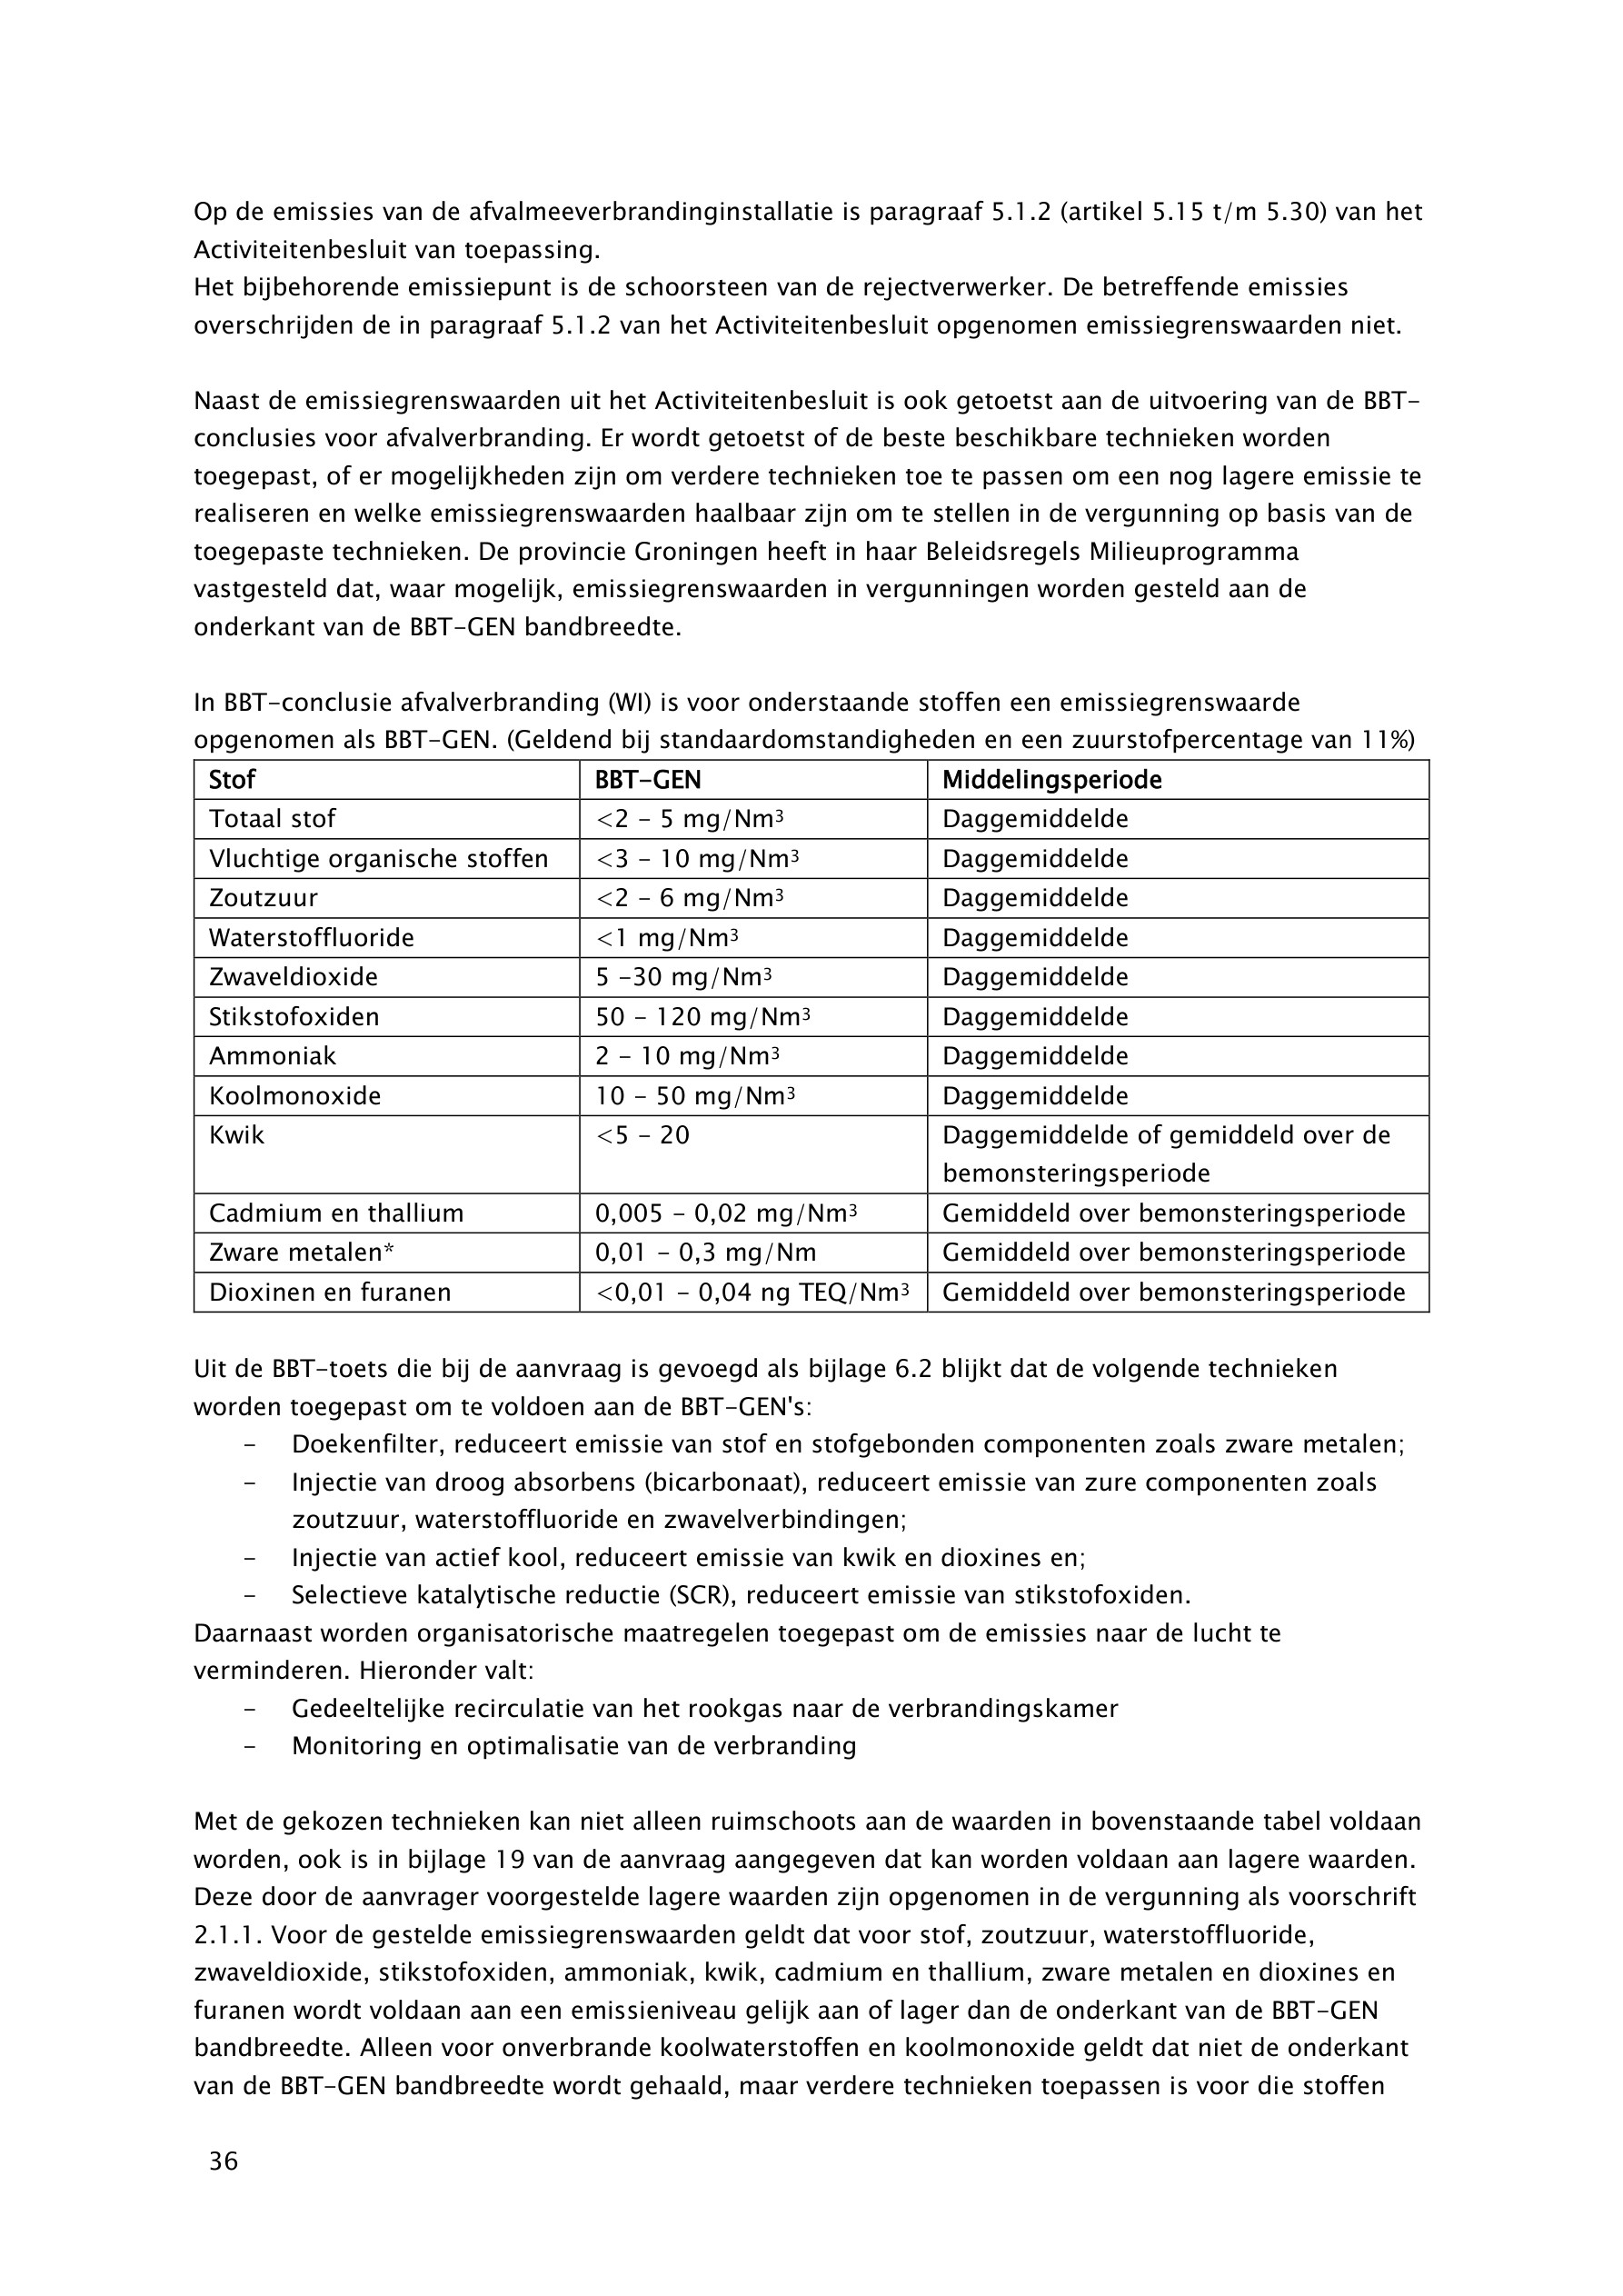 Op de emissies van de afvalmeeverbrandinginstallatie is paragraaf 5.1.2 (artikel 5.15 t/m 5.30) van het
Activiteitenbesluit van toepassing.
Het bijbehorende emissiepunt is de schoorsteen van de rejectverwerker. De betreffende emissies
overschrijden de in paragraaf 5.1.2 van het Activiteitenbesluit opgenomen emissiegrenswaarden niet.
Naast de emissiegrenswaarden uit het Activiteitenbesluit is ook getoetst aan de uitvoering van de BBT-
conclusies voor afvalverbranding. Er wordt getoetst of de beste beschikbare technieken worden
toegepast, of er mogelijkheden zijn om verdere technieken toe te passen om een nog lagere emissie te
realiseren en welke emissiegrenswaarden haalbaar zijn om te stellen in de vergunning op basis van de
toegepaste technieken. De provincie Groningen heeft in haar Beleidsregels Milieuprogramma
vastgesteld dat, waar mogelijk, emissiegrenswaarden in vergunningen worden gesteld aan de
onderkant van de BBT-GEN bandbreedte.
In BBT-conclusie afvalverbranding (WI) is voor onderstaande stoffen een emissiegrenswaarde
opgenomen als BBT-GEN. (Geldend bij standaardomstandigheden en een zuurstofpercentage van 11%)
Stof BBT-GEN Middelingsperiode
Totaal stof <2 – 5 mg/Nm³ Daggemiddelde
Vluchtige organische stoffen <3 – 10 mg/Nm³ Daggemiddelde
Zoutzuur <2 – 6 mg/Nm³ Daggemiddelde
Waterstoffluoride <1 mg/Nm³ Daggemiddelde
Zwaveldioxide 5 –30 mg/Nm³ Daggemiddelde
Stikstofoxiden 50 – 120 mg/Nm³ Daggemiddelde
Ammoniak 2 – 10 mg/Nm³ Daggemiddelde
Koolmonoxide 10 – 50 mg/Nm³ Daggemiddelde
Kwik <5 – 20 Daggemiddelde of gemiddeld over de
bemonsteringsperiode
Cadmium en thallium 0,005 – 0,02 mg/Nm³ Gemiddeld over bemonsteringsperiode
Zware metalen* 0,01 – 0,3 mg/Nm Gemiddeld over bemonsteringsperiode
Dioxinen en furanen <0,01 – 0,04 ng TEQ/Nm³ Gemiddeld over bemonsteringsperiode
Uit de BBT-toets die bij de aanvraag is gevoegd als bijlage 6.2 blijkt dat de volgende technieken
worden toegepast om te voldoen aan de BBT-GEN's:
– Doekenfilter, reduceert emissie van stof en stofgebonden componenten zoals zware metalen;
– Injectie van droog absorbens (bicarbonaat), reduceert emissie van zure componenten zoals
zoutzuur, waterstoffluoride en zwavelverbindingen;
– Injectie van actief kool, reduceert emissie van kwik en dioxines en;
– Selectieve katalytische reductie (SCR), reduceert emissie van stikstofoxiden.
Daarnaast worden organisatorische maatregelen toegepast om de emissies naar de lucht te
verminderen. Hieronder valt:
– Gedeeltelijke recirculatie van het rookgas naar de verbrandingskamer
– Monitoring en optimalisatie van de verbranding
Met de gekozen technieken kan niet alleen ruimschoots aan de waarden in bovenstaande tabel voldaan
worden, ook is in bijlage 19 van de aanvraag aangegeven dat kan worden voldaan aan lagere waarden.
Deze door de aanvrager voorgestelde lagere waarden zijn opgenomen in de vergunning als voorschrift
2.1.1. Voor de gestelde emissiegrenswaarden geldt dat voor stof, zoutzuur, waterstoffluoride,
zwaveldioxide, stikstofoxiden, ammoniak, kwik, cadmium en thallium, zware metalen en dioxines en
furanen wordt voldaan aan een emissieniveau gelijk aan of lager dan de onderkant van de BBT-GEN
bandbreedte. Alleen voor onverbrande koolwaterstoffen en koolmonoxide geldt dat niet de onderkant
van de BBT-GEN bandbreedte wordt gehaald, maar verdere technieken toepassen is voor die stoffen
36